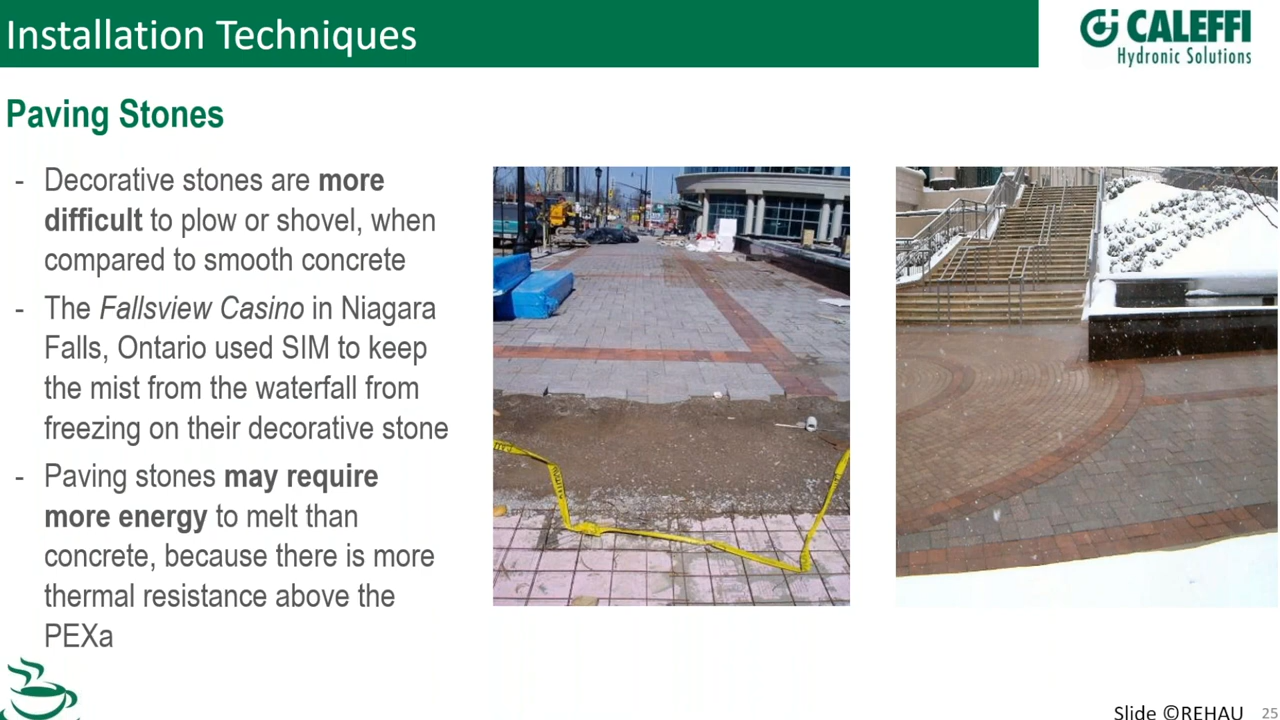 Installation Techniques
CALEFFI
Hydronic Solutions
Paving Stones
- Decorative stones are more
difficult to plow or shovel, when
compared to smooth concrete
- The Fallsview Casino in Niagara
Falls, Ontario used SIM to keep
the mist from the waterfall from
freezing on their decorative stone
- Paving stones may require
more energy to melt than
concrete, because there is more
thermal resistance above the
PEXa
Slide ©REHAU 25